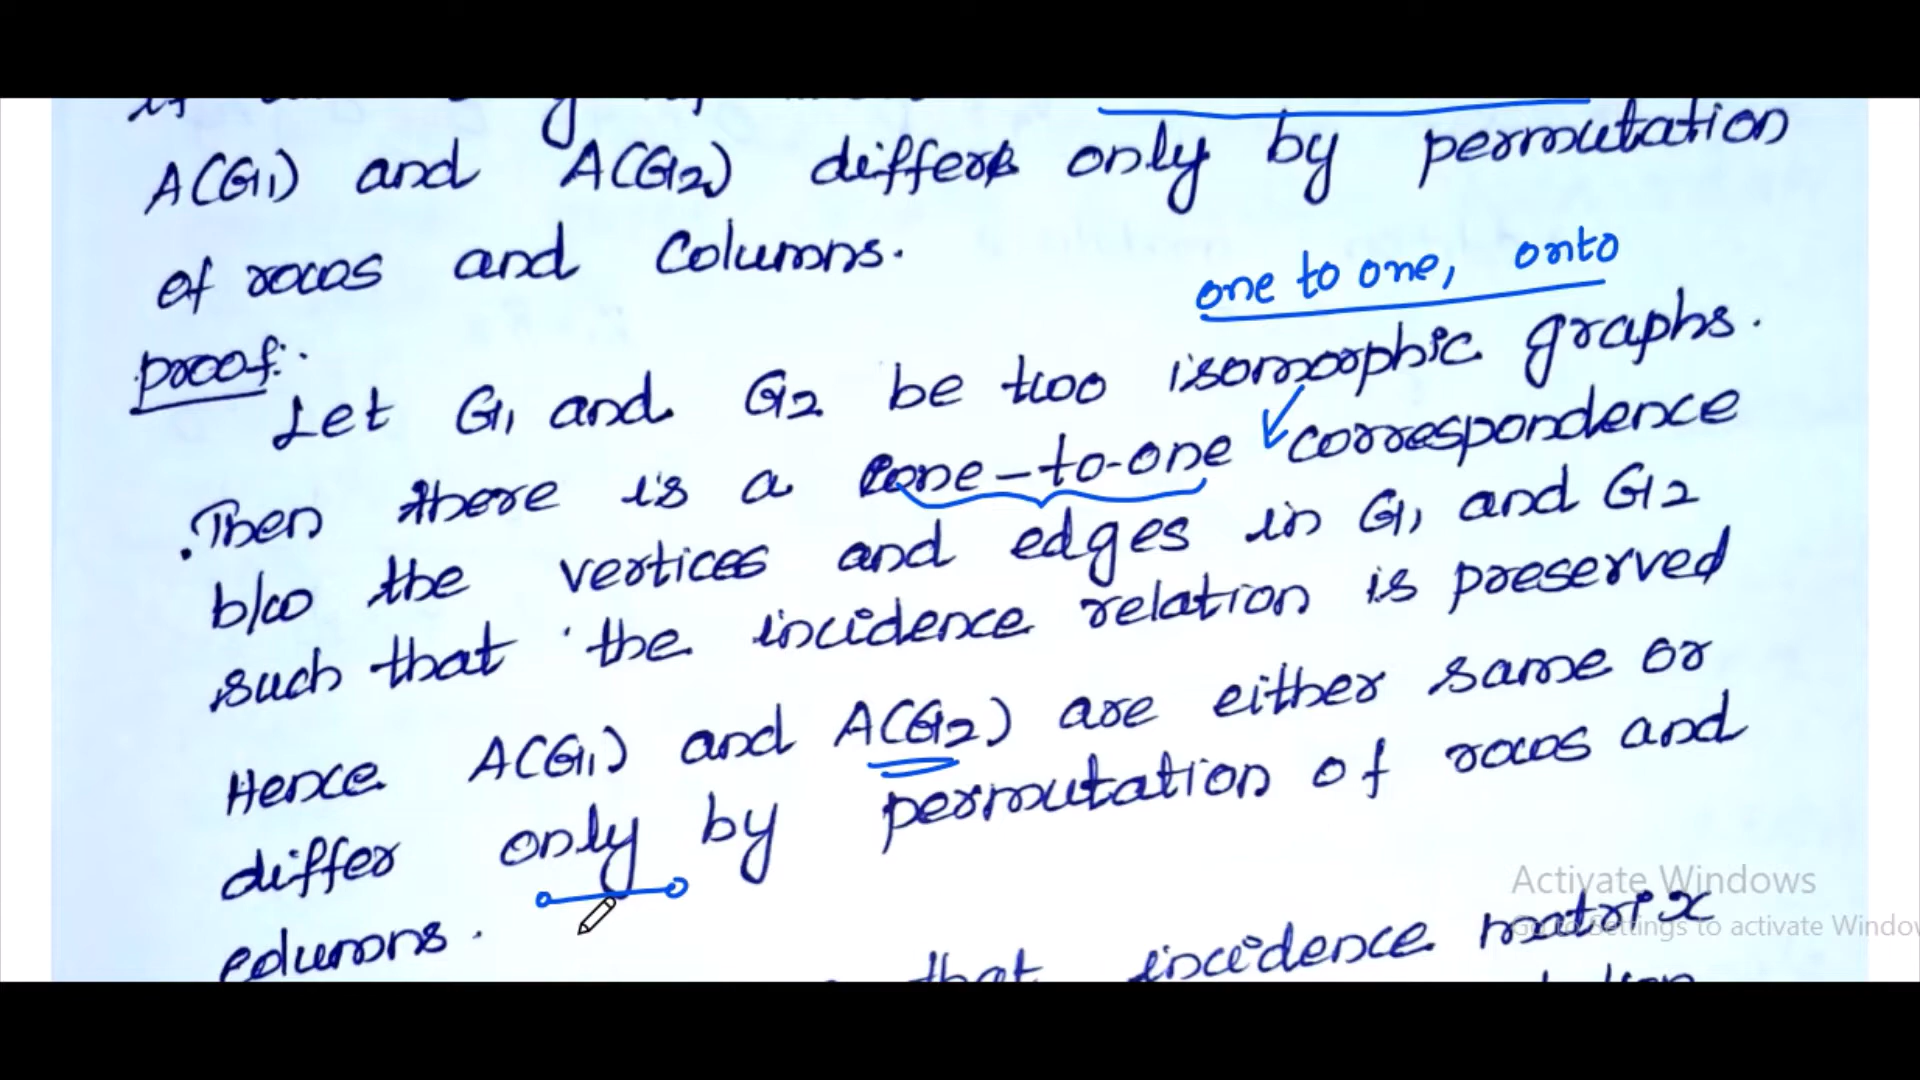 A(G1) and A(G2) differs only by permutation
of rows and Columns.
one to one, onto
proof:
Let G1 and G2 be two isomorphic graphs.
Then there is a one-to-one correspondence
b/w the vertices and edges in G1 and G2
such that the incidence relation is preserved
Hence A(G1) and A(G2) are either same or
differ only by permutation of rows and
columns.
that incidence matrix
Activate Windows
Go to Settings to activate Windo